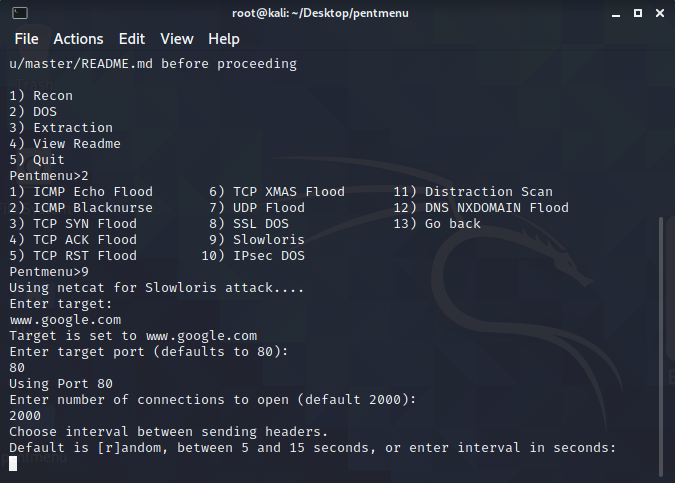 root@kali: ~/Desktop/pentmenu
File Actions Edit View Help
u/master/README.md before proceeding
1) Recon
2) DOS
3) Extraction
4) View Readme
5) Quit
Pentmenu>2
1) ICMP Echo Flood 6) TCP XMAS Flood 11) Distraction Scan
2) ICMP Blacknurse 7) UDP Flood 12) DNS NXDOMAIN Flood
3) TCP SYN Flood 8) SSL DOS 13) Go back
4) TCP ACK Flood 9) Slowloris
5) TCP RST Flood 10) IPsec DOS
Pentmenu>9
Using netcat for Slowloris attack....
Enter target:
www.google.com
Target is set to www.google.com
Enter target port (defaults to 80):
80
Using Port 80
Enter number of connections to open (default 2000):
2000
Choose interval between sending headers.
Default is [r]andom, between 5 and 15 seconds, or enter interval in seconds: